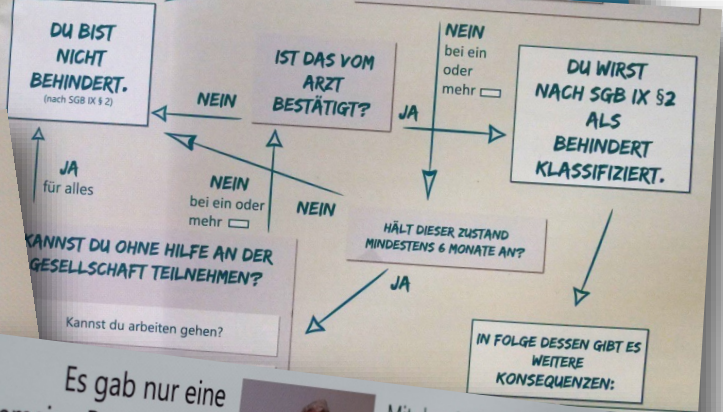 DU BIST
NICHT
BEHINDERT.
(nach SGB IX § 2)
NEIN
IST DAS VOM
ARZT
BESTÄTIGT?
JA
NEIN
bei ein
oder
mehr
DU WIRST
NACH SGB IX §2
ALS
BEHINDERT
KLASSIFIZIERT.
JA
für alles
NEIN
bei ein oder
mehr
NEIN
HÄLT DIESER ZUSTAND
MINDESTENS 6 MONATE AN?
JA
KANNST DU OHNE HILFE AN DER
GESELLSCHAFT TEILNEHMEN?
Kannst du arbeiten gehen?
IN FOLGE DESSEN GIBT ES
WEITERE
KONSEQUENZEN:
Es gab nur eine